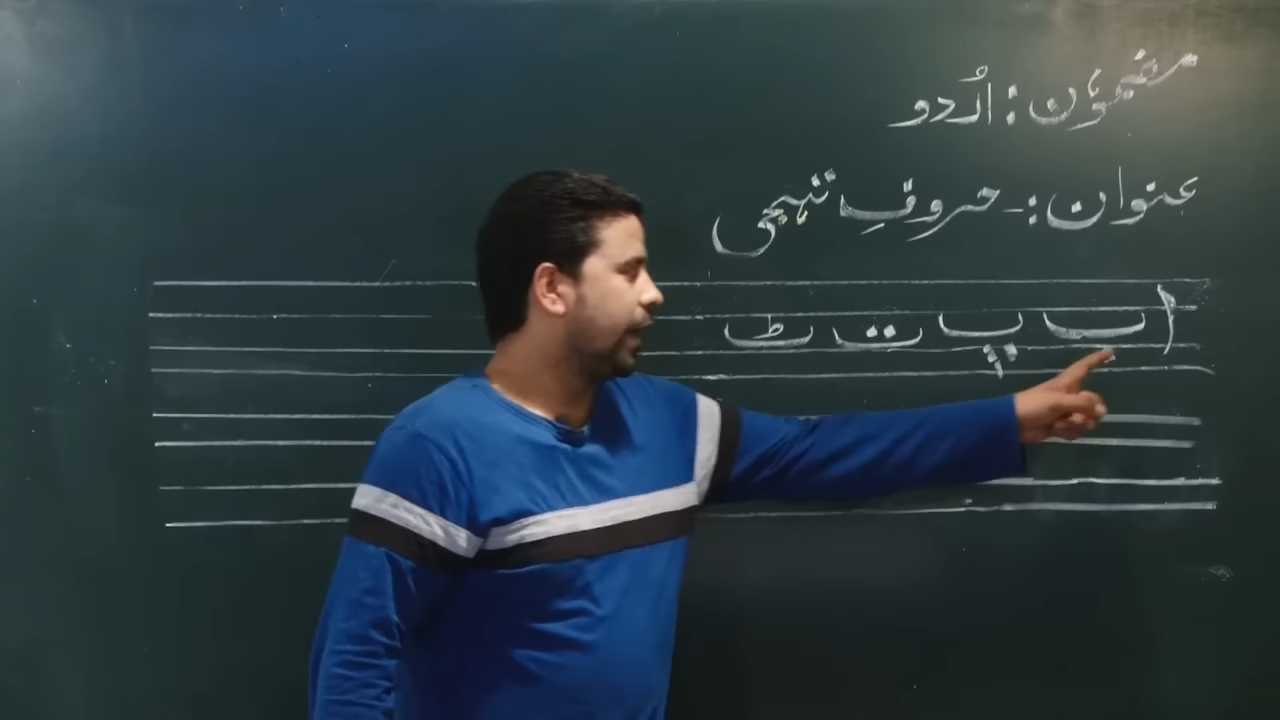 مضمون: اُردو
عنوان:- حروفِ تہجی
ا ب پ ت ٹ